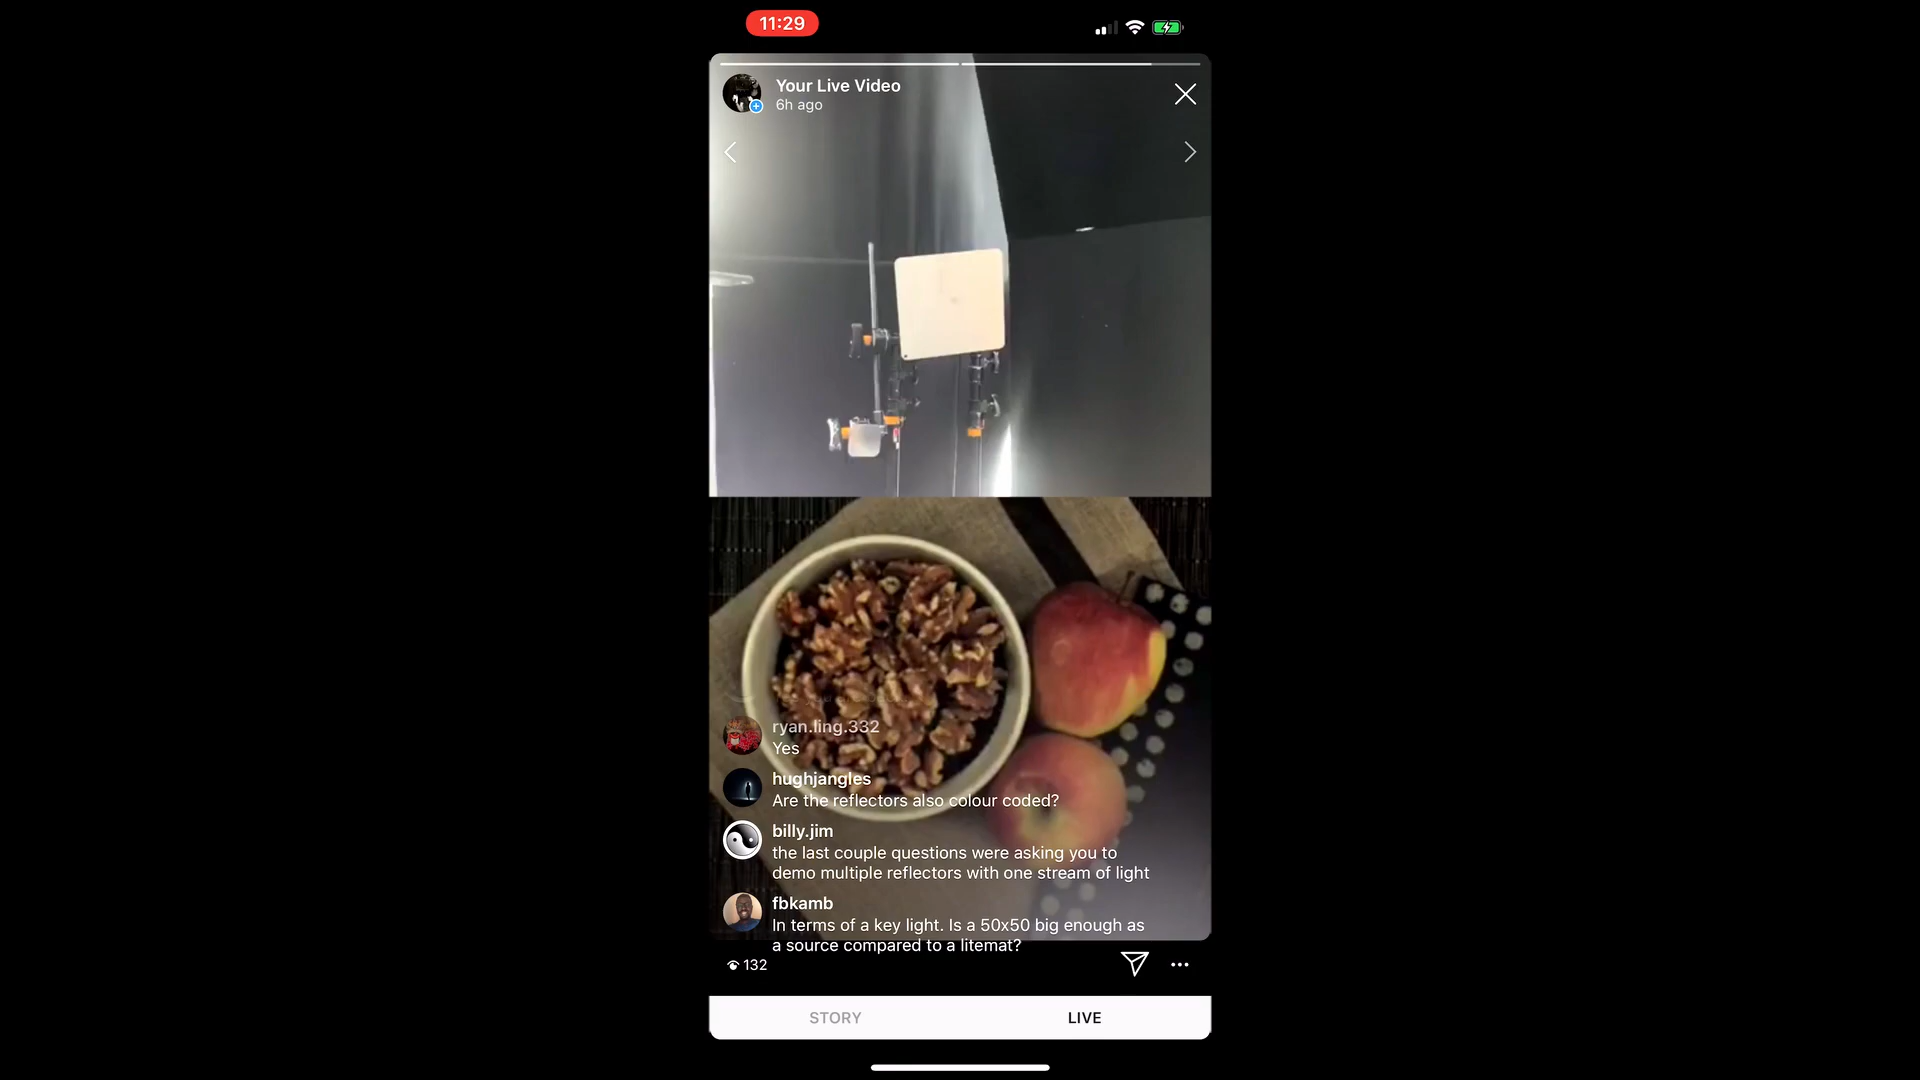 11:29
Your Live Video
6h ago
ryan.ling.332
Yes
hughjangles
Are the reflectors also colour coded?
billy.jim
the last couple questions were asking you to
demo multiple reflectors with one stream of light
fbkamb
In terms of a key light. Is a 50x50 big enough as
a source compared to a litemat?
132
STORY
LIVE